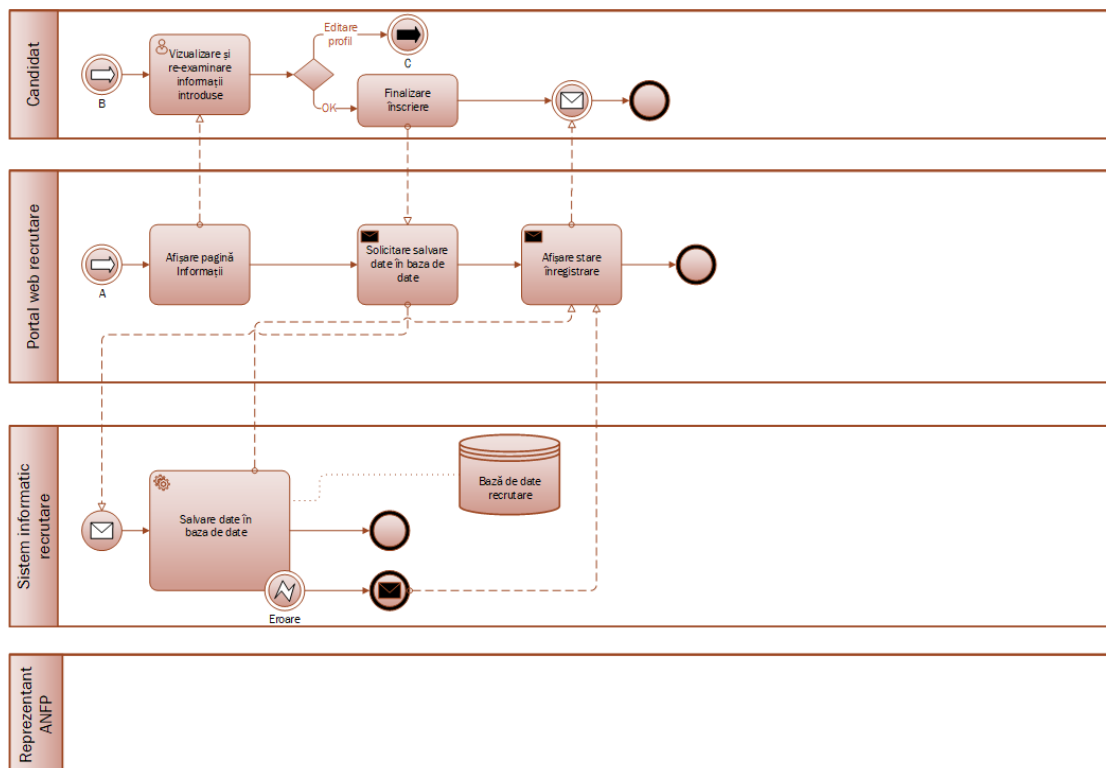 Candidat
B
Vizualizare și
re-examinare
informații
introduse
Editare
profil
C
OK
Finalizare
înscriere
Portal web recrutare
A
Afișare pagină
Informații
Solicitare salvare
date în baza de
date
Afișare stare
înregistrare
Sistem informatic
recrutare
Salvare date în
baza de date
Eroare
Bază de date
recrutare
Reprezentant
ANFP